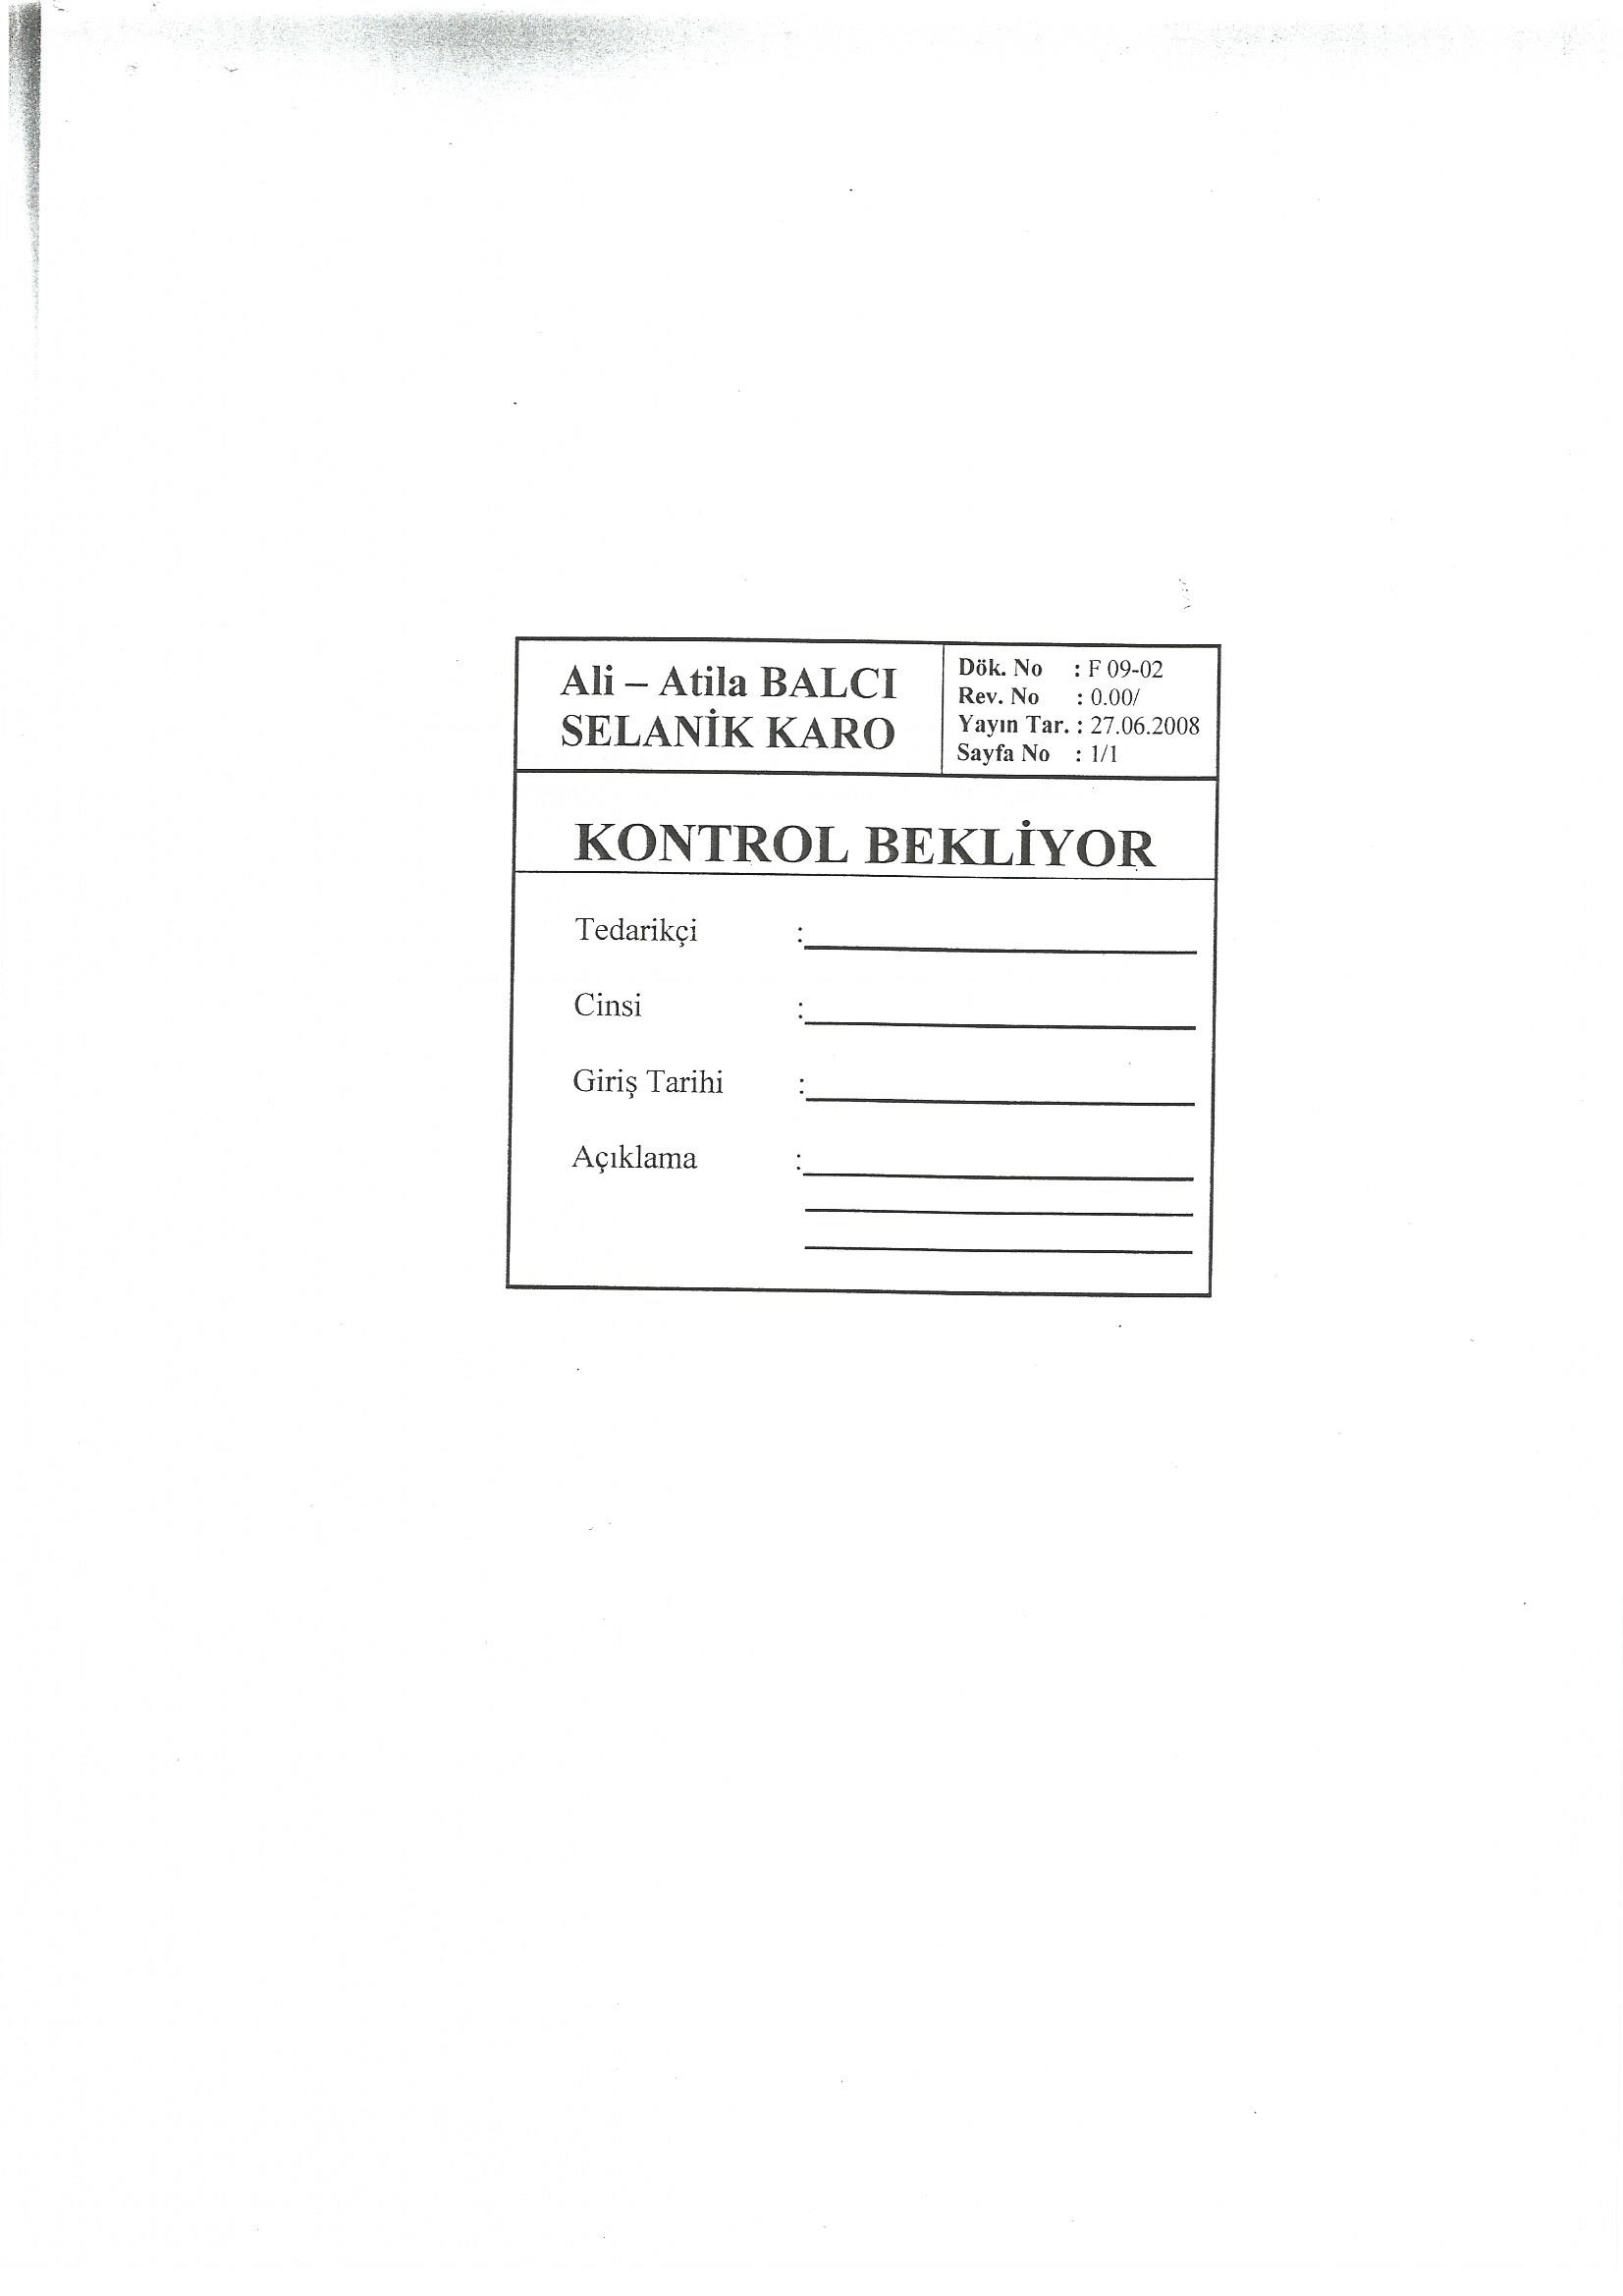 Ali – Atila BALCI
SELANİK KARO
Dök. No : F 09-02
Rev. No : 0.00/
Yayın Tar. : 27.06.2008
Sayfa No : 1/1
KONTROL BEKLİYOR
Tedarikçi :
Cinsi :
Giriş Tarihi :
Açıklama :